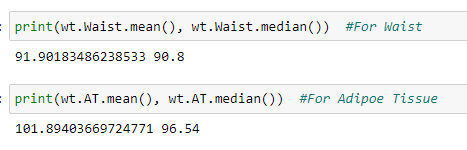 print(wt.Waist.mean(), wt.Waist.median()) #For Waist
91.90183486238533 90.8
print(wt.AT.mean(), wt.AT.median()) #For Adipoe Tissue
101.89403669724771 96.54